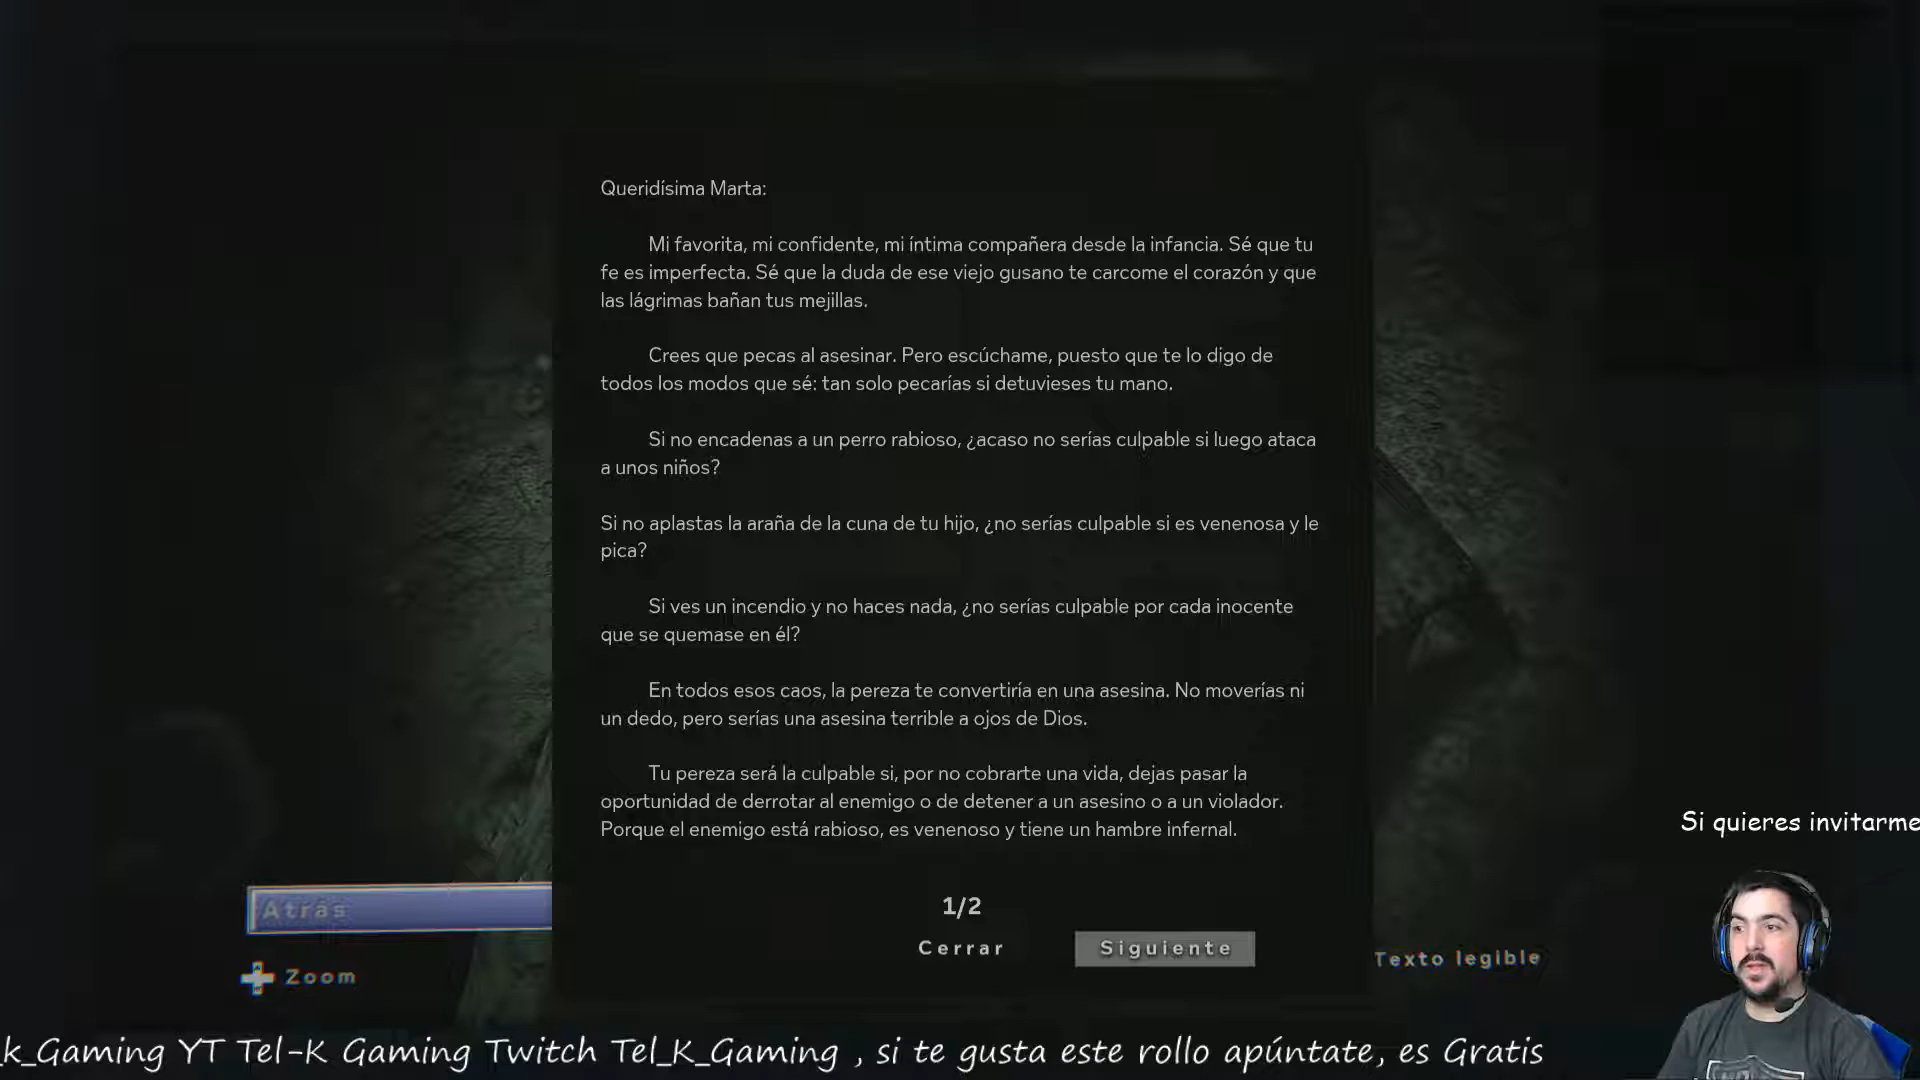 Queridísima Marta:
Mi favorita, mi confidente, mi íntima compañera desde la infancia. Sé que tu
fe es imperfecta. Sé que la duda de ese viejo gusano te carcome el corazón y que
las lágrimas bañan tus mejillas.
Crees que pecas al asesinar. Pero escúchame, puesto que te lo digo de
todos los modos que sé: tan solo pecarías si detuvieses tu mano.
Si no encadenas a un perro rabioso, ¿acaso no serías culpable si luego ataca
a unos niños?
Si no aplastas la araña de la cuna de tu hijo, ¿no serías culpable si es venenosa y le
pica?
Si ves un incendio y no haces nada, ¿no serías culpable por cada inocente
que se quemase en él?
En todos esos caos, la pereza te convertiría en una asesina. No moverías ni
un dedo, pero serías una asesina terrible a ojos de Dios.
Tu pereza será la culpable si, por no cobrarte una vida, dejas pasar la
oportunidad de derrotar al enemigo o de detener a un asesino o a un violador.
Porque el enemigo está rabioso, es venenoso y tiene un hambre infernal.
Si quieres invitarme
1/2
Atrás
Cerrar
Siguiente
Texto legible
Zoom
_k_Gaming YT Tel-K Gaming Twitch Tel_K_Gaming , si te gusta este rollo apúntate, es Gratis